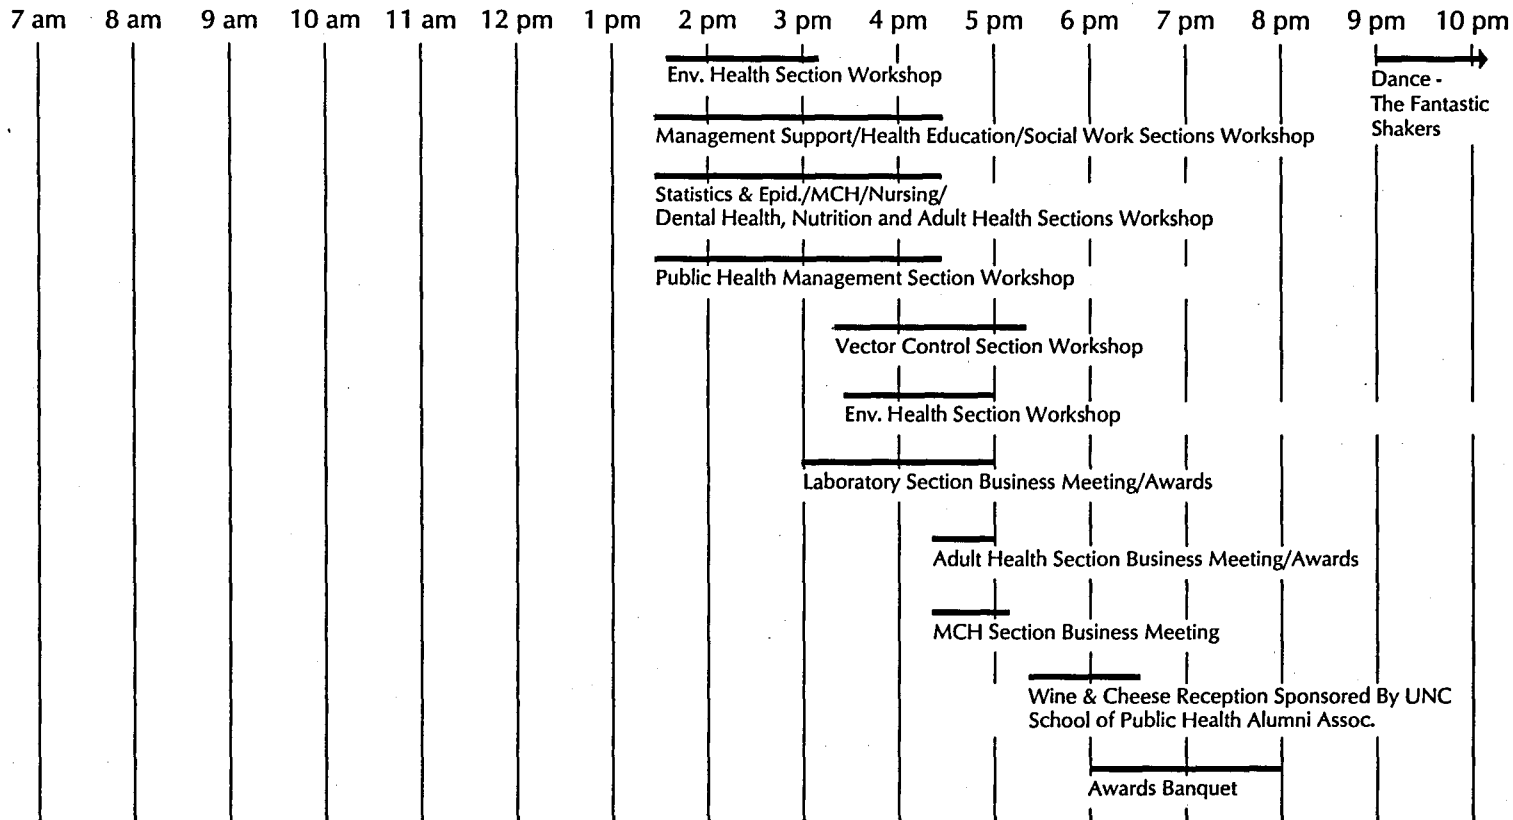 7 am 8 am 9 am 10 am 11 am 12 pm 1 pm 2 pm 3 pm 4 pm 5 pm 6 pm 7 pm 8 pm 9 pm 10 pm
Env. Health Section Workshop
Dance -
The Fantastic
Shakers
Management Support/Health Education/Social Work Sections Workshop
Statistics & Epid./MCH/Nursing/
Dental Health, Nutrition and Adult Health Sections Workshop
Public Health Management Section Workshop
Vector Control Section Workshop
Env. Health Section Workshop
Laboratory Section Business Meeting/Awards
Adult Health Section Business Meeting/Awards
MCH Section Business Meeting
Wine & Cheese Reception Sponsored By UNC
School of Public Health Alumni Assoc.
Awards Banquet